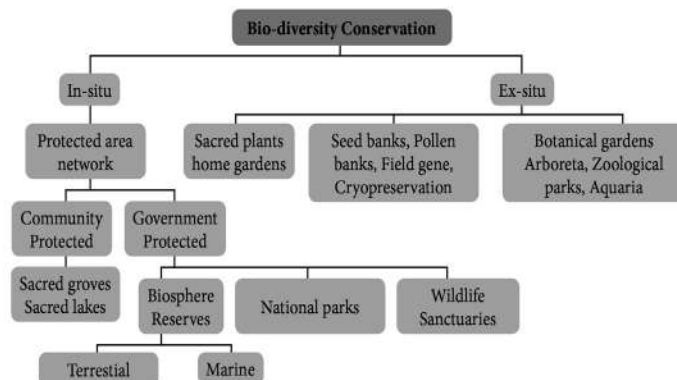 Bio-diversity Conservation
In-situ
Ex-situ
Protected area
network
Sacred plants
home gardens
Seed banks, Pollen
banks, Field gene,
Cryopreservation
Botanical gardens
Arboreta, Zoological
parks, Aquaria
Community
Protected
Government
Protected
Sacred groves
Sacred lakes
Biosphere
Reserves
National parks
Wildlife
Sanctuaries
Terrestial
Marine